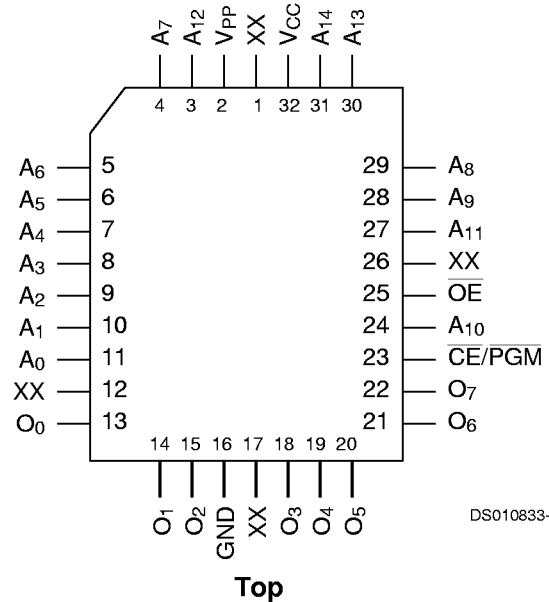 A7 A12 VPP XX VCC A14 A13
4 3 2 1 32 31 30
A6 5 29 A8
A5 6 28 A9
A4 7 27 A11
A3 8 26 XX
A2 9 25 OE
A1 10 24 A10
A0 11 23 CE/PGM
XX 12 22 O7
O0 13 21 O6
14 15 16 17 18 19 20
O1 O2 GND XX O3 O4 O5
DS010833-
Top